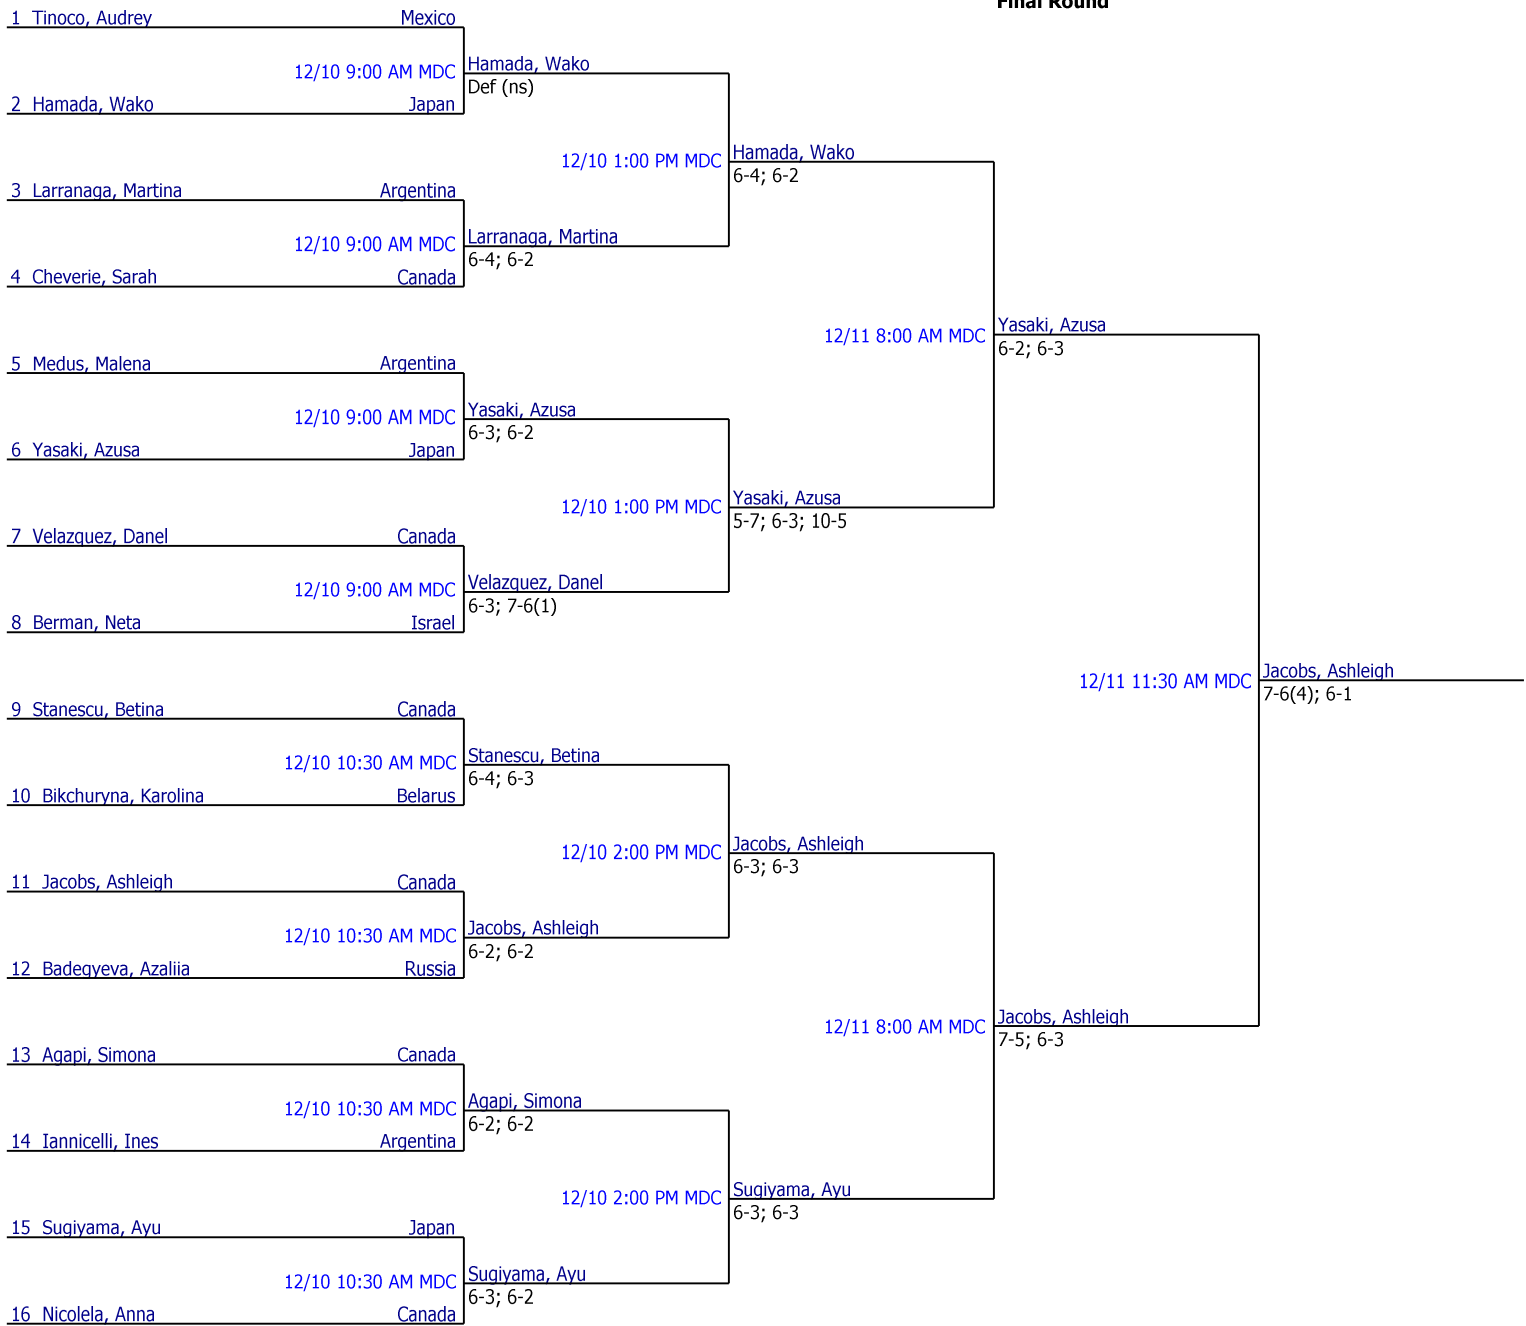 Final Round
1 Tinoco, Audrey Mexico
12/10 9:00 AM MDC Hamada, Wako
Def (ns)
2 Hamada, Wako Japan
12/10 1:00 PM MDC Hamada, Wako
6-4; 6-2
3 Larranaga, Martina Argentina
12/10 9:00 AM MDC Larranaga, Martina
6-4; 6-2
4 Cheverie, Sarah Canada
12/11 8:00 AM MDC Yasaki, Azusa
6-2; 6-3
5 Medus, Malena Argentina
12/10 9:00 AM MDC Yasaki, Azusa
6-3; 6-2
6 Yasaki, Azusa Japan
12/10 1:00 PM MDC Yasaki, Azusa
5-7; 6-3; 10-5
7 Velazquez, Danel Canada
12/10 9:00 AM MDC Velazquez, Danel
6-3; 7-6(1)
8 Berman, Neta Israel
12/11 11:30 AM MDC Jacobs, Ashleigh
7-6(4); 6-1
9 Stanescu, Betina Canada
12/10 10:30 AM MDC Stanescu, Betina
6-4; 6-3
10 Bikchuryna, Karolina Belarus
12/10 2:00 PM MDC Jacobs, Ashleigh
6-3; 6-3
11 Jacobs, Ashleigh Canada
12/10 10:30 AM MDC Jacobs, Ashleigh
6-2; 6-2
12 Badegyeva, Azaliia Russia
12/11 8:00 AM MDC Jacobs, Ashleigh
7-5; 6-3
13 Agapi, Simona Canada
12/10 10:30 AM MDC Agapi, Simona
6-2; 6-2
14 Iannicelli, Ines Argentina
12/10 2:00 PM MDC Sugiyama, Ayu
6-3; 6-3
15 Sugiyama, Ayu Japan
12/10 10:30 AM MDC Sugiyama, Ayu
6-3; 6-2
16 Nicolela, Anna Canada